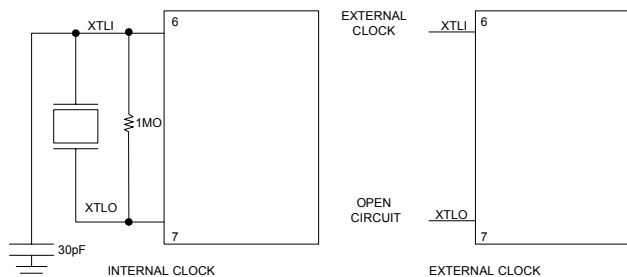 XTLI
6
1MO
XTLO
7
30pF
INTERNAL CLOCK
EXTERNAL
CLOCK
XTLI
6
OPEN
CIRCUIT
XTLO
7
EXTERNAL CLOCK